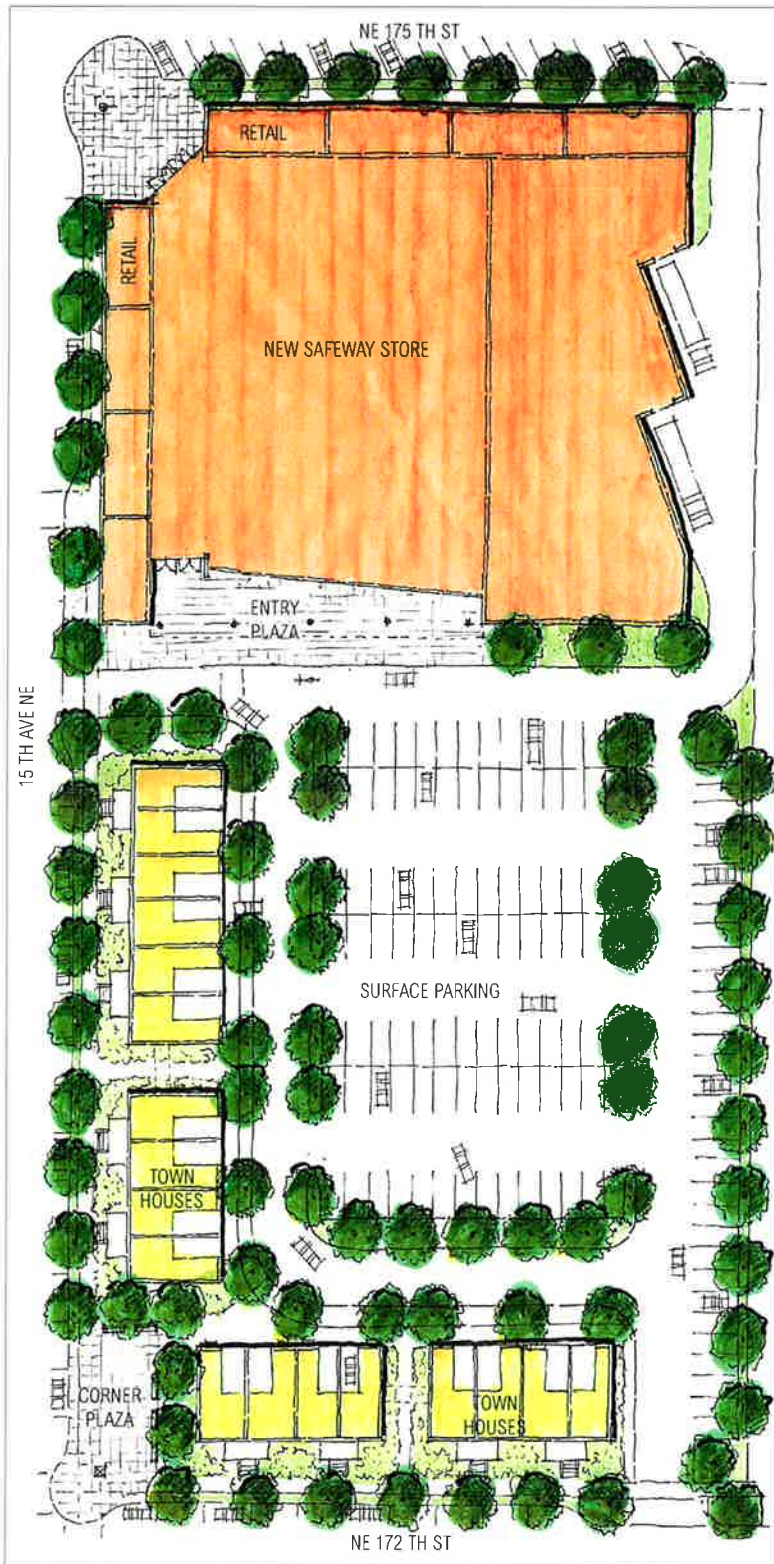 NE 175 TH ST
RETAIL
RETAIL
NEW SAFEWAY STORE
ENTRY
PLAZA
15 TH AVE NE
SURFACE PARKING
TOWN
HOUSES
CORNER
PLAZA
TOWN
HOUSES
NE 172 TH ST